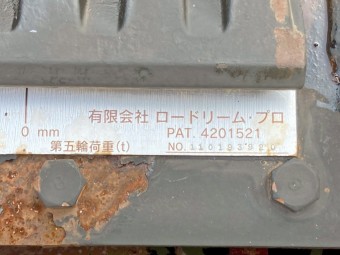 有限会社 ロードリーム・プロ
0 mm PAT. 4201521
第五輪荷重(t) NO.